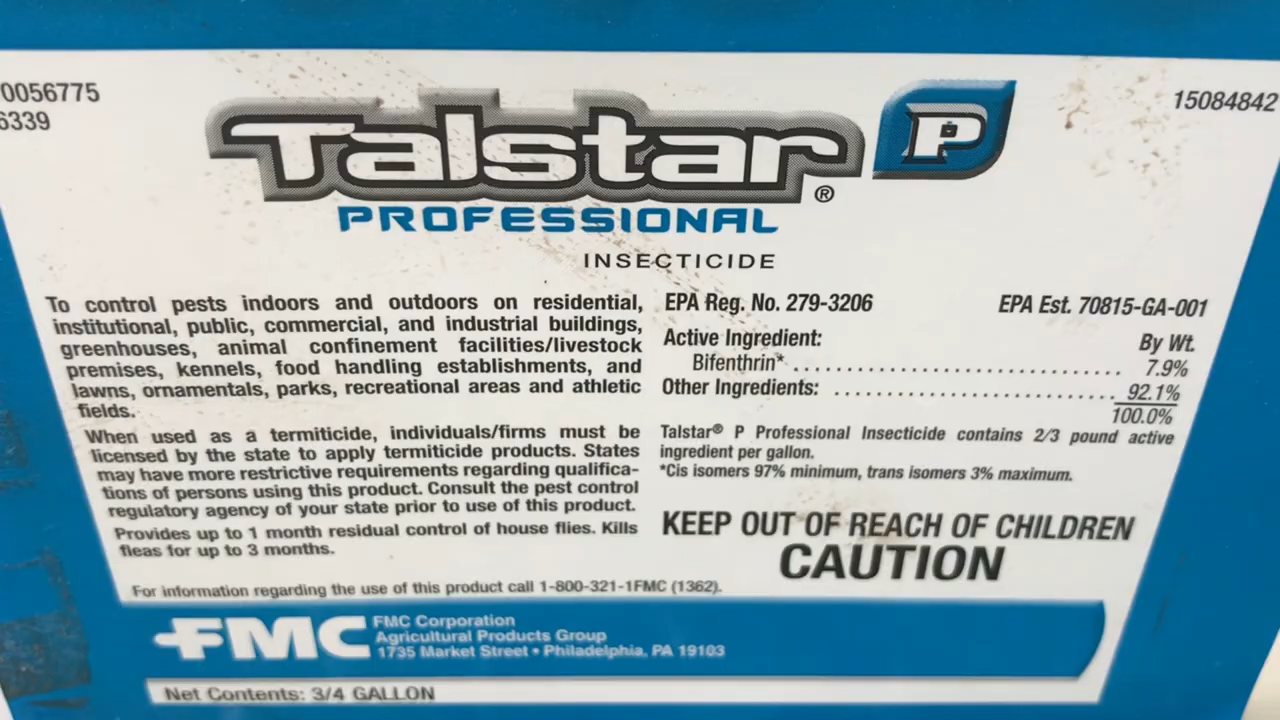 0056775
6339
15084842
Talstar P
®
PROFESSIONAL
INSECTICIDE
To control pests indoors and outdoors on residential,
institutional, public, commercial, and industrial buildings,
greenhouses, animal confinement facilities/livestock
premises, kennels, food handling establishments, and
lawns, ornamentals, parks, recreational areas and athletic
fields.
When used as a termiticide, individuals/firms must be
licensed by the state to apply termiticide products. States
may have more restrictive requirements regarding qualifica-
tions of persons using this product. Consult the pest control
regulatory agency of your state prior to use of this product.
Provides up to 1 month residual control of house flies. Kills
fleas for up to 3 months.
EPA Reg. No. 279-3206 EPA Est. 70815-GA-001
Active Ingredient: By Wt.
Bifenthrin* .............................. 7.9%
Other Ingredients: .......................... 92.1%
100.0%
Talstar® P Professional Insecticide contains 2/3 pound active
ingredient per gallon.
*Cis isomers 97% minimum, trans isomers 3% maximum.
KEEP OUT OF REACH OF CHILDREN
CAUTION
For information regarding the use of this product call 1-800-321-1FMC (1362).
FMC
FMC Corporation
Agricultural Products Group
1735 Market Street • Philadelphia, PA 19103
Net Contents: 3/4 GALLON